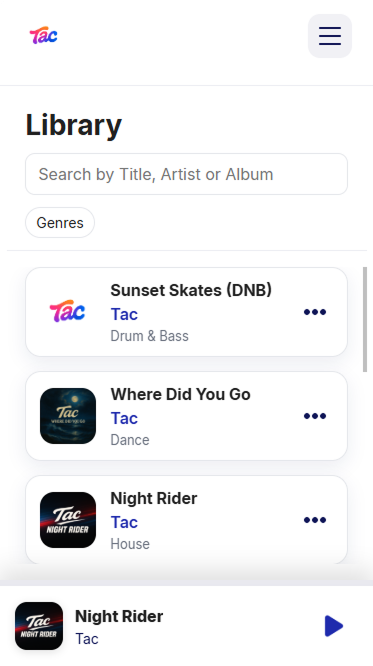 Tac
Library
Search by Title, Artist or Album
Genres
Tac
Sunset Skates (DNB)
Tac
Drum & Bass
Tac
WHERE DID YOU GO
Where Did You Go
Tac
Dance
Tac
NIGHT RIDER
Night Rider
Tac
House
Tac
NIGHT RIDER
Night Rider
Tac